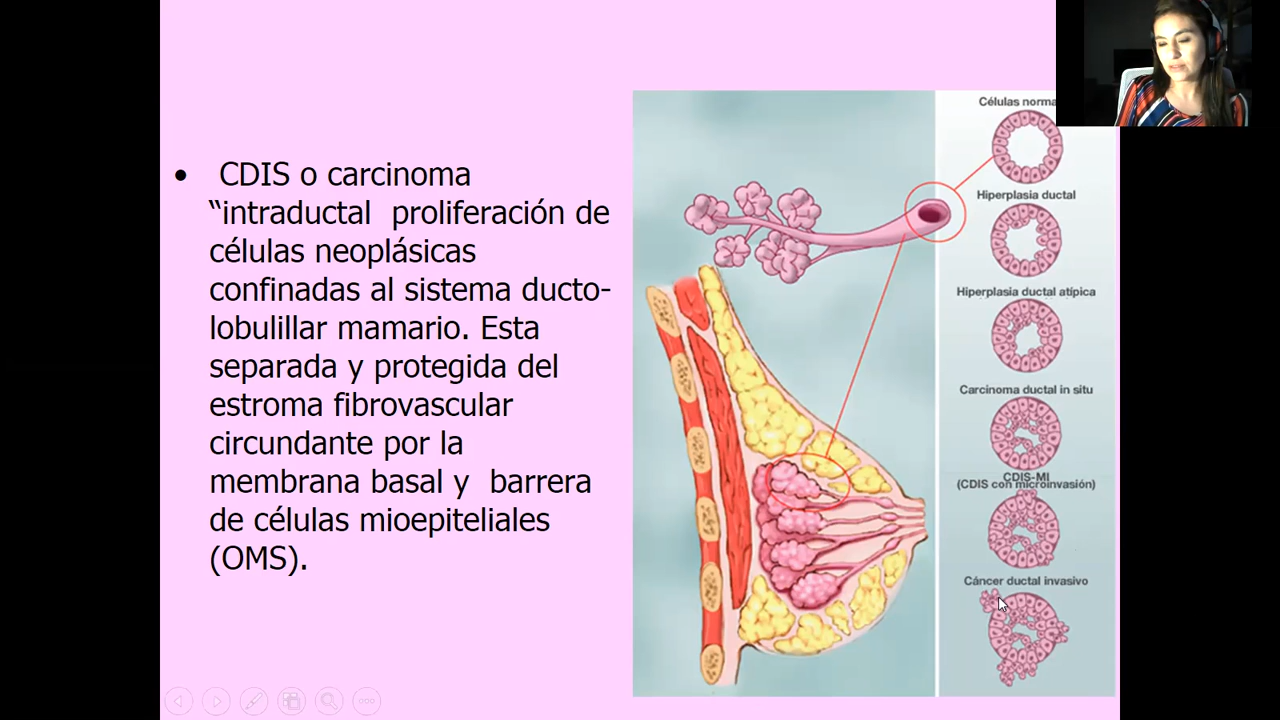 • CDIS o carcinoma
“intraductal proliferación de
células neoplásicas
confinadas al sistema ducto-
lobulillar mamario. Esta
separada y protegida del
estroma fibrovascular
circundante por la
membrana basal y barrera
de células mioepiteliales
(OMS).
Células norma
Hiperplasia ductal
Hiperplasia ductal atípica
Carcinoma ductal in situ
CDIS-MI
(CDIS con microinvasión)
Cáncer ductal invasivo